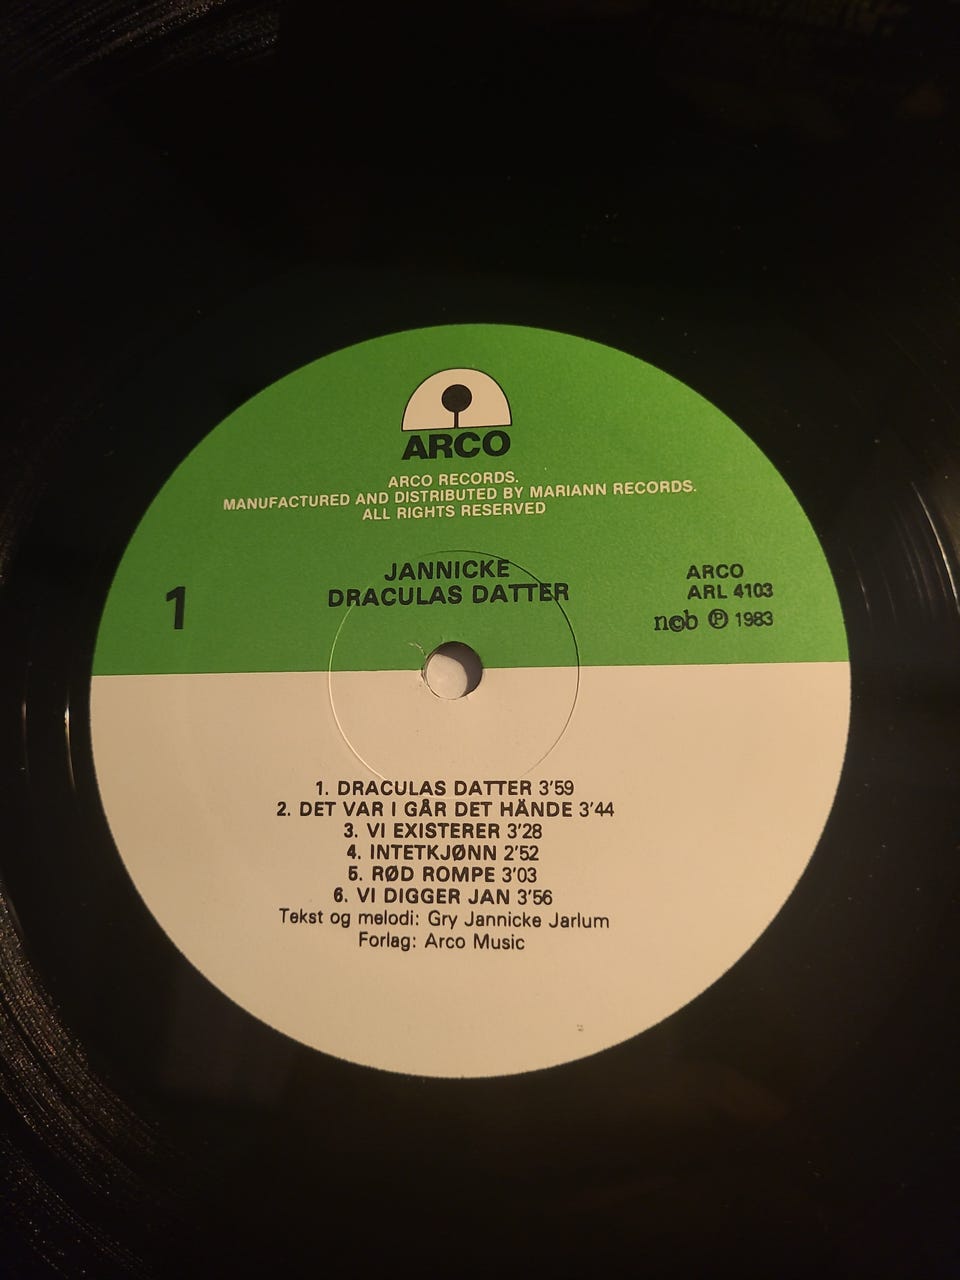 ARCO
ARCO RECORDS.
MANUFACTURED AND DISTRIBUTED BY MARIANN RECORDS.
ALL RIGHTS RESERVED
JANNICKE
DRACULAS DATTER
1
ARCO
ARL 4103
n©b ℗ 1983
1. DRACULAS DATTER 3'59
2. DET VAR I GÅR DET HÄNDE 3'44
3. VI EXISTERER 3'28
4. INTETKJØNN 2'52
5. RØD ROMPE 3'03
6. VI DIGGER JAN 3'56
Tekst og melodi: Gry Jannicke Jarlum
Forlag: Arco Music